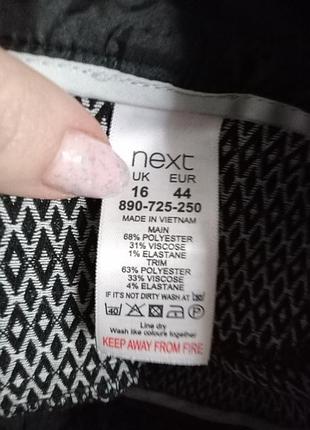 next
UK EUR
16 44
890-725-250
MADE IN VIETNAM
MAIN
68% POLYESTER
31% VISCOSE
1% ELASTANE
TRIM
63% POLYESTER
33% VISCOSE
4% ELASTANE
IF IT'S NOT DIRTY WASH AT 30°
40 P
Line dry
Wash like colours together
KEEP AWAY FROM FIRE